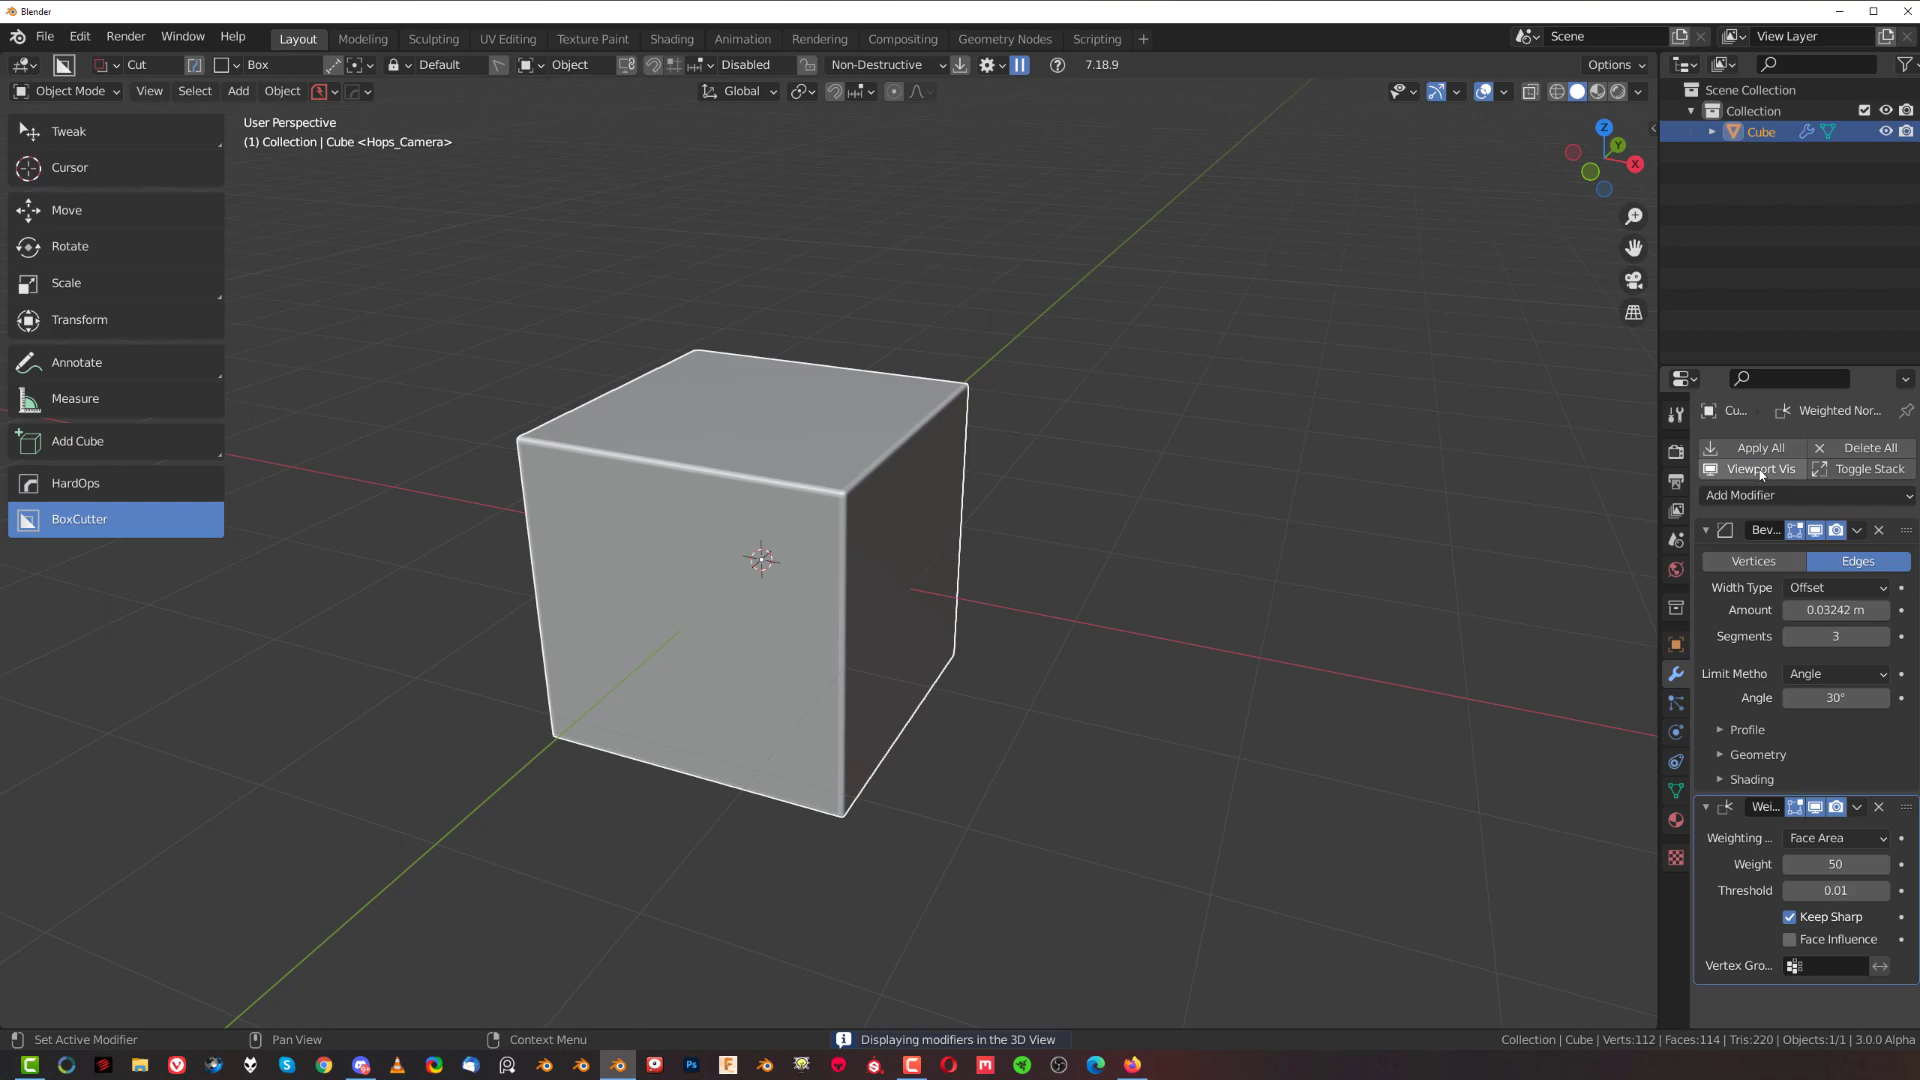 Blender
File Edit Render Window Help Layout Modeling Sculpting UV Editing Texture Paint Shading Animation Rendering Compositing Geometry Nodes Scripting + Scene View Layer
Cut Box Default Object Disabled Non-Destructive 7.18.9 Options
Object Mode View Select Add Object Global
User Perspective
(1) Collection | Cube <Hops_Camera>
Tweak
Cursor
Move
Rotate
Scale
Transform
Annotate
Measure
Add Cube
HardOps
BoxCutter
Z
Y
X
Scene Collection
Collection
Cube
Cu... Weighted Nor...
Apply All Delete All
Viewport Vis Toggle Stack
Add Modifier
Bev...
Vertices Edges
Width Type Offset
Amount 0.03242 m
Segments 3
Limit Metho Angle
Angle 30°
Profile
Geometry
Shading
Wei...
Weighting ... Face Area
Weight 50
Threshold 0.01
Keep Sharp
Face Influence
Vertex Gro...
Set Active Modifier Pan View Context Menu Displaying modifiers in the 3D View Collection | Cube | Verts:112 | Faces:114 | Tris:220 | Objects:1/1 | 3.0.0 Alpha